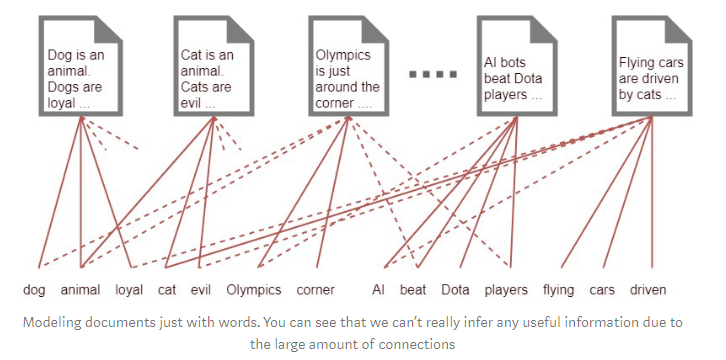 Dog is an
animal.
Dogs are
loyal ...
Cat is an
animal.
Cats are
evil ...
Olympics
is just
around the
corner ....
AI bots
beat Dota
players ...
Flying cars
are driven
by cats ...
dog animal loyal cat evil Olympics corner AI beat Dota players flying cars driven
Modeling documents just with words. You can see that we can't really infer any useful information due to
the large amount of connections